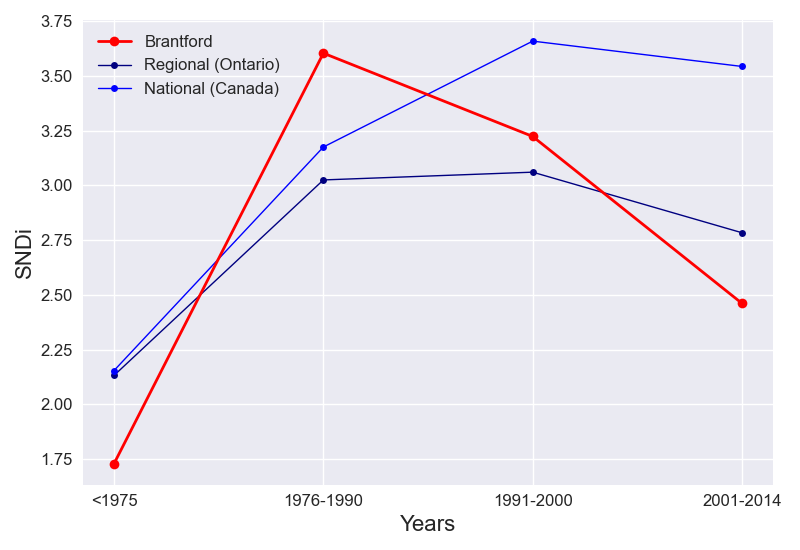 3.75
3.50
3.25
3.00
2.75
2.50
2.25
2.00
1.75
SNDi
Brantford
Regional (Ontario)
National (Canada)
<1975
1976-1990
1991-2000
2001-2014
Years